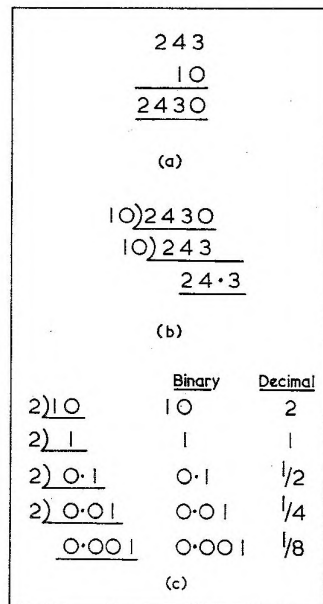 243
10
2430
(a)
10)2430
10)243
24·3
(b)
Binary Decimal
2)10 10 2
2) 1 1 1
2) 0·1 0·1 1/2
2) 0·01 0·01 1/4
0·001 0·001 1/8
(c)